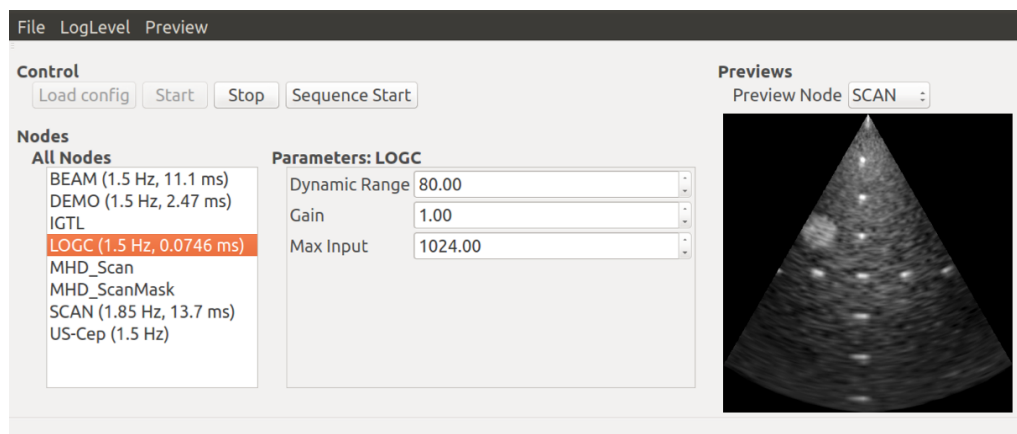 File LogLevel Preview
Control
Load config Start Stop Sequence Start
Nodes
All Nodes
BEAM (1.5 Hz, 11.1 ms)
DEMO (1.5 Hz, 2.47 ms)
IGTL
LOGC (1.5 Hz, 0.0746 ms)
MHD_Scan
MHD_ScanMask
SCAN (1.85 Hz, 13.7 ms)
US-Cep (1.5 Hz)
Parameters: LOGC
Dynamic Range 80.00
Gain 1.00
Max Input 1024.00
Previews
Preview Node SCAN